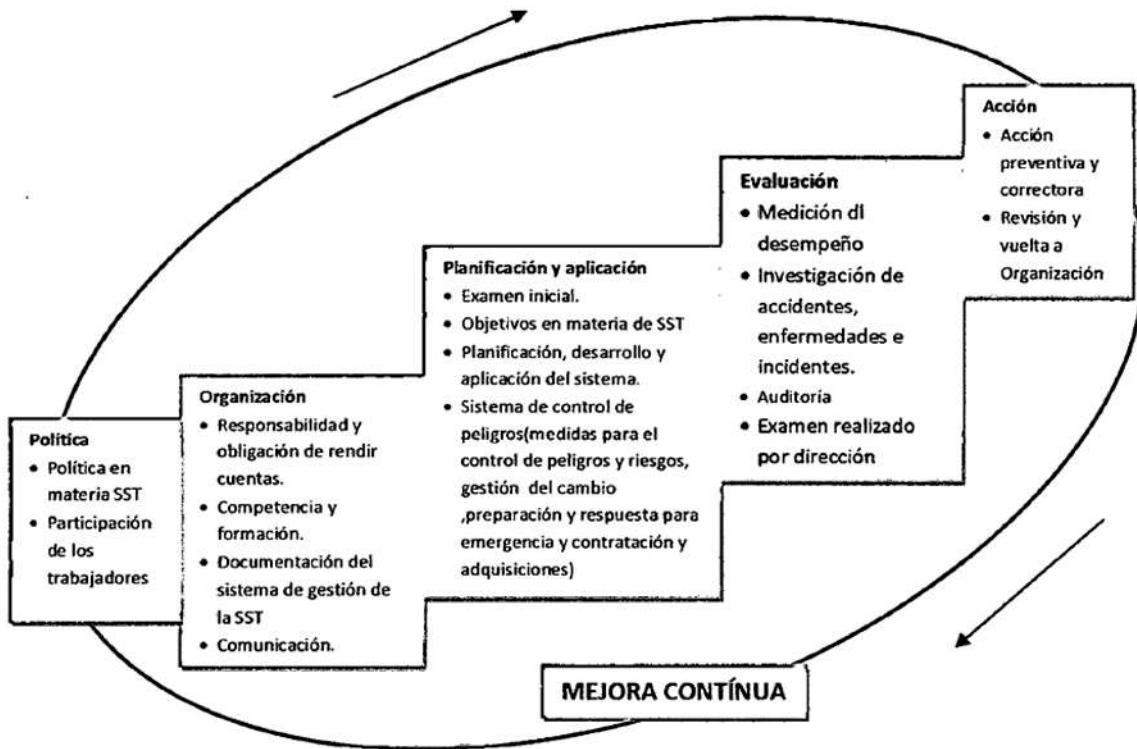 Política
• Política en
materia SST
• Participación
de los
trabajadores
Organización
• Responsabilidad y
obligación de rendir
cuentas.
• Competencia y
formación.
• Documentación del
sistema de gestión de
la SST
• Comunicación.
Planificación y aplicación
• Examen inicial.
• Objetivos en materia de SST
• Planificación, desarrollo y
aplicación del sistema.
• Sistema de control de
peligros(medidas para el
control de peligros y riesgos,
gestión del cambio
,preparación y respuesta para
emergencia y contratación y
adquisiciones)
Evaluación
• Medición dl
desempeño
• Investigación de
accidentes,
enfermedades e
incidentes.
• Auditoría
• Examen realizado
por dirección
Acción
• Acción
preventiva y
correctora
• Revisión y
vuelta a
Organización
MEJORA CONTÍNUA